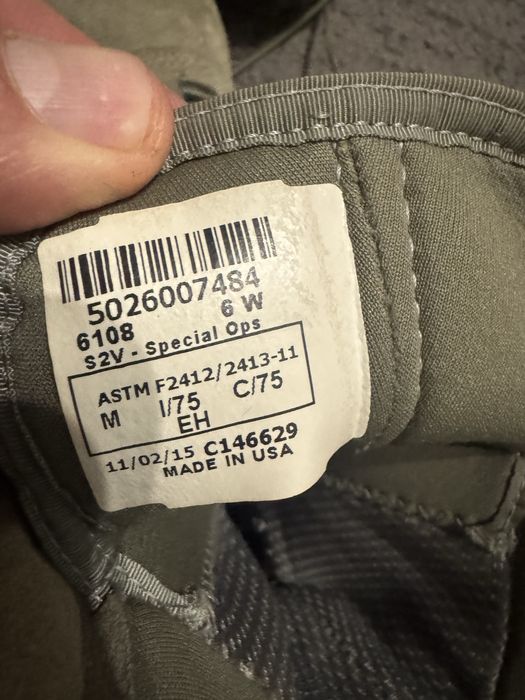 5026007484
6108 6 W
S2V - Special Ops
ASTM F2412/2413-11
M I/75 C/75
EH
11/02/15 C146629
MADE IN USA